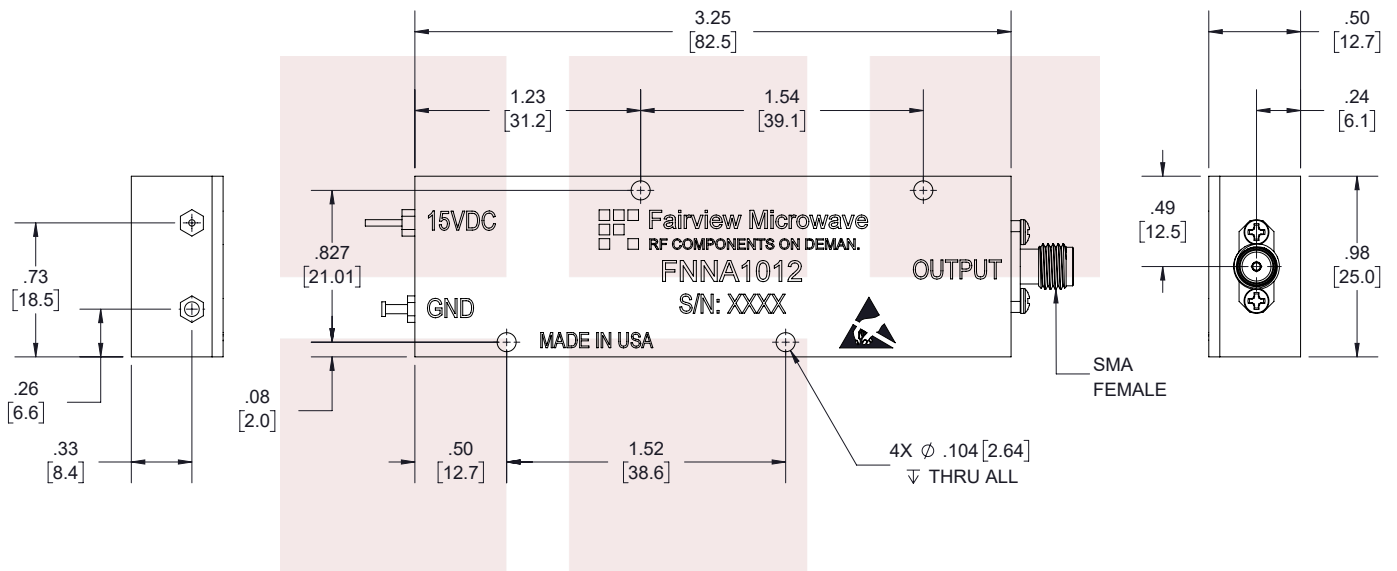 3.25
[82.5]
.50
[12.7]
1.23
[31.2]
1.54
[39.1]
.24
[6.1]
15VDC
Fairview Microwave
RF COMPONENTS ON DEMAN.
.49
[12.5]
.827
[21.01]
FNNA1012
OUTPUT
.98
[25.0]
.73
[18.5]
GND
S/N: XXXX
MADE IN USA
SMA
FEMALE
.26
[6.6]
.08
[2.0]
.33
[8.4]
.50
[12.7]
1.52
[38.6]
4X ⌀ .104 [2.64]
↧ THRU ALL